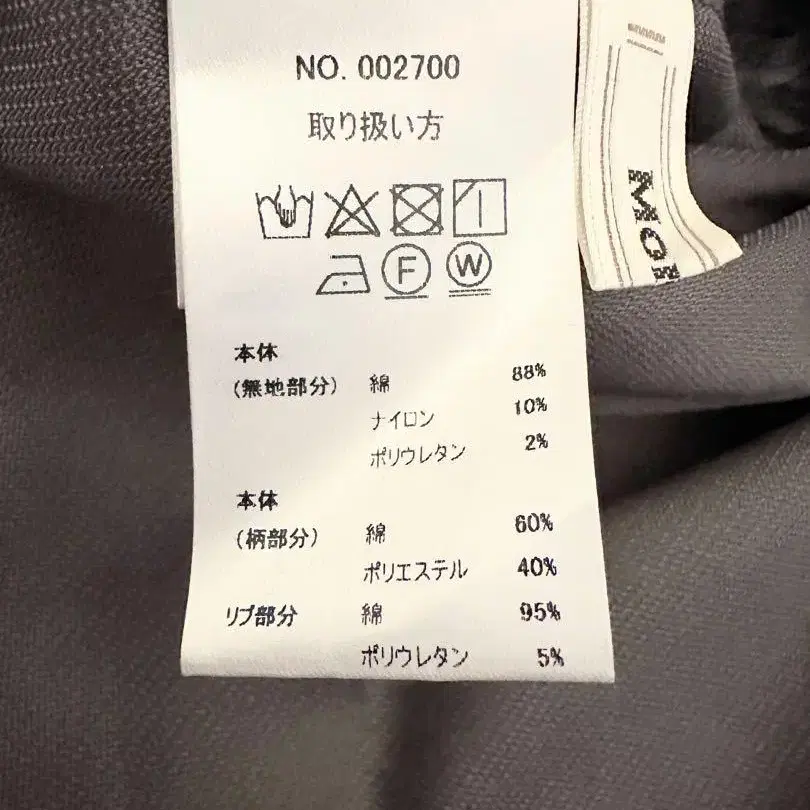 NO. 002700
取り扱い方
F W
本体
(無地部分) 綿 88%
ナイロン 10%
ポリウレタン 2%
本体
(柄部分) 綿 60%
ポリエステル 40%
リブ部分 綿 95%
ポリウレタン 5%